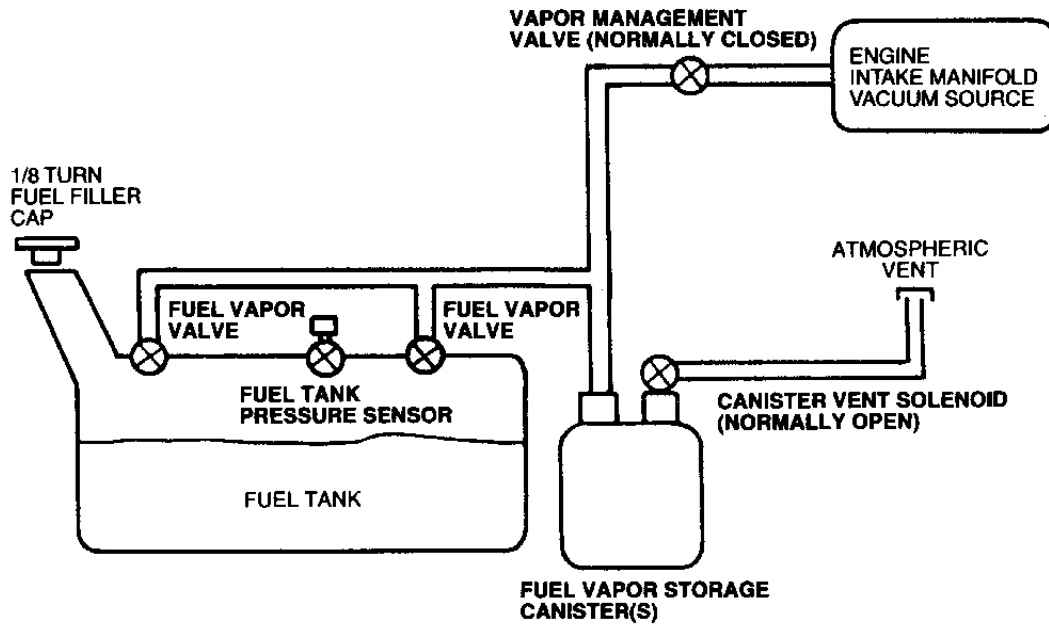 VAPOR MANAGEMENT
VALVE (NORMALLY CLOSED)
ENGINE
INTAKE MANIFOLD
VACUUM SOURCE
1/8 TURN
FUEL FILLER
CAP
ATMOSPHERIC
VENT
FUEL VAPOR
VALVE
FUEL VAPOR
VALVE
FUEL TANK
PRESSURE SENSOR
CANISTER VENT SOLENOID
(NORMALLY OPEN)
FUEL TANK
FUEL VAPOR STORAGE
CANISTER(S)